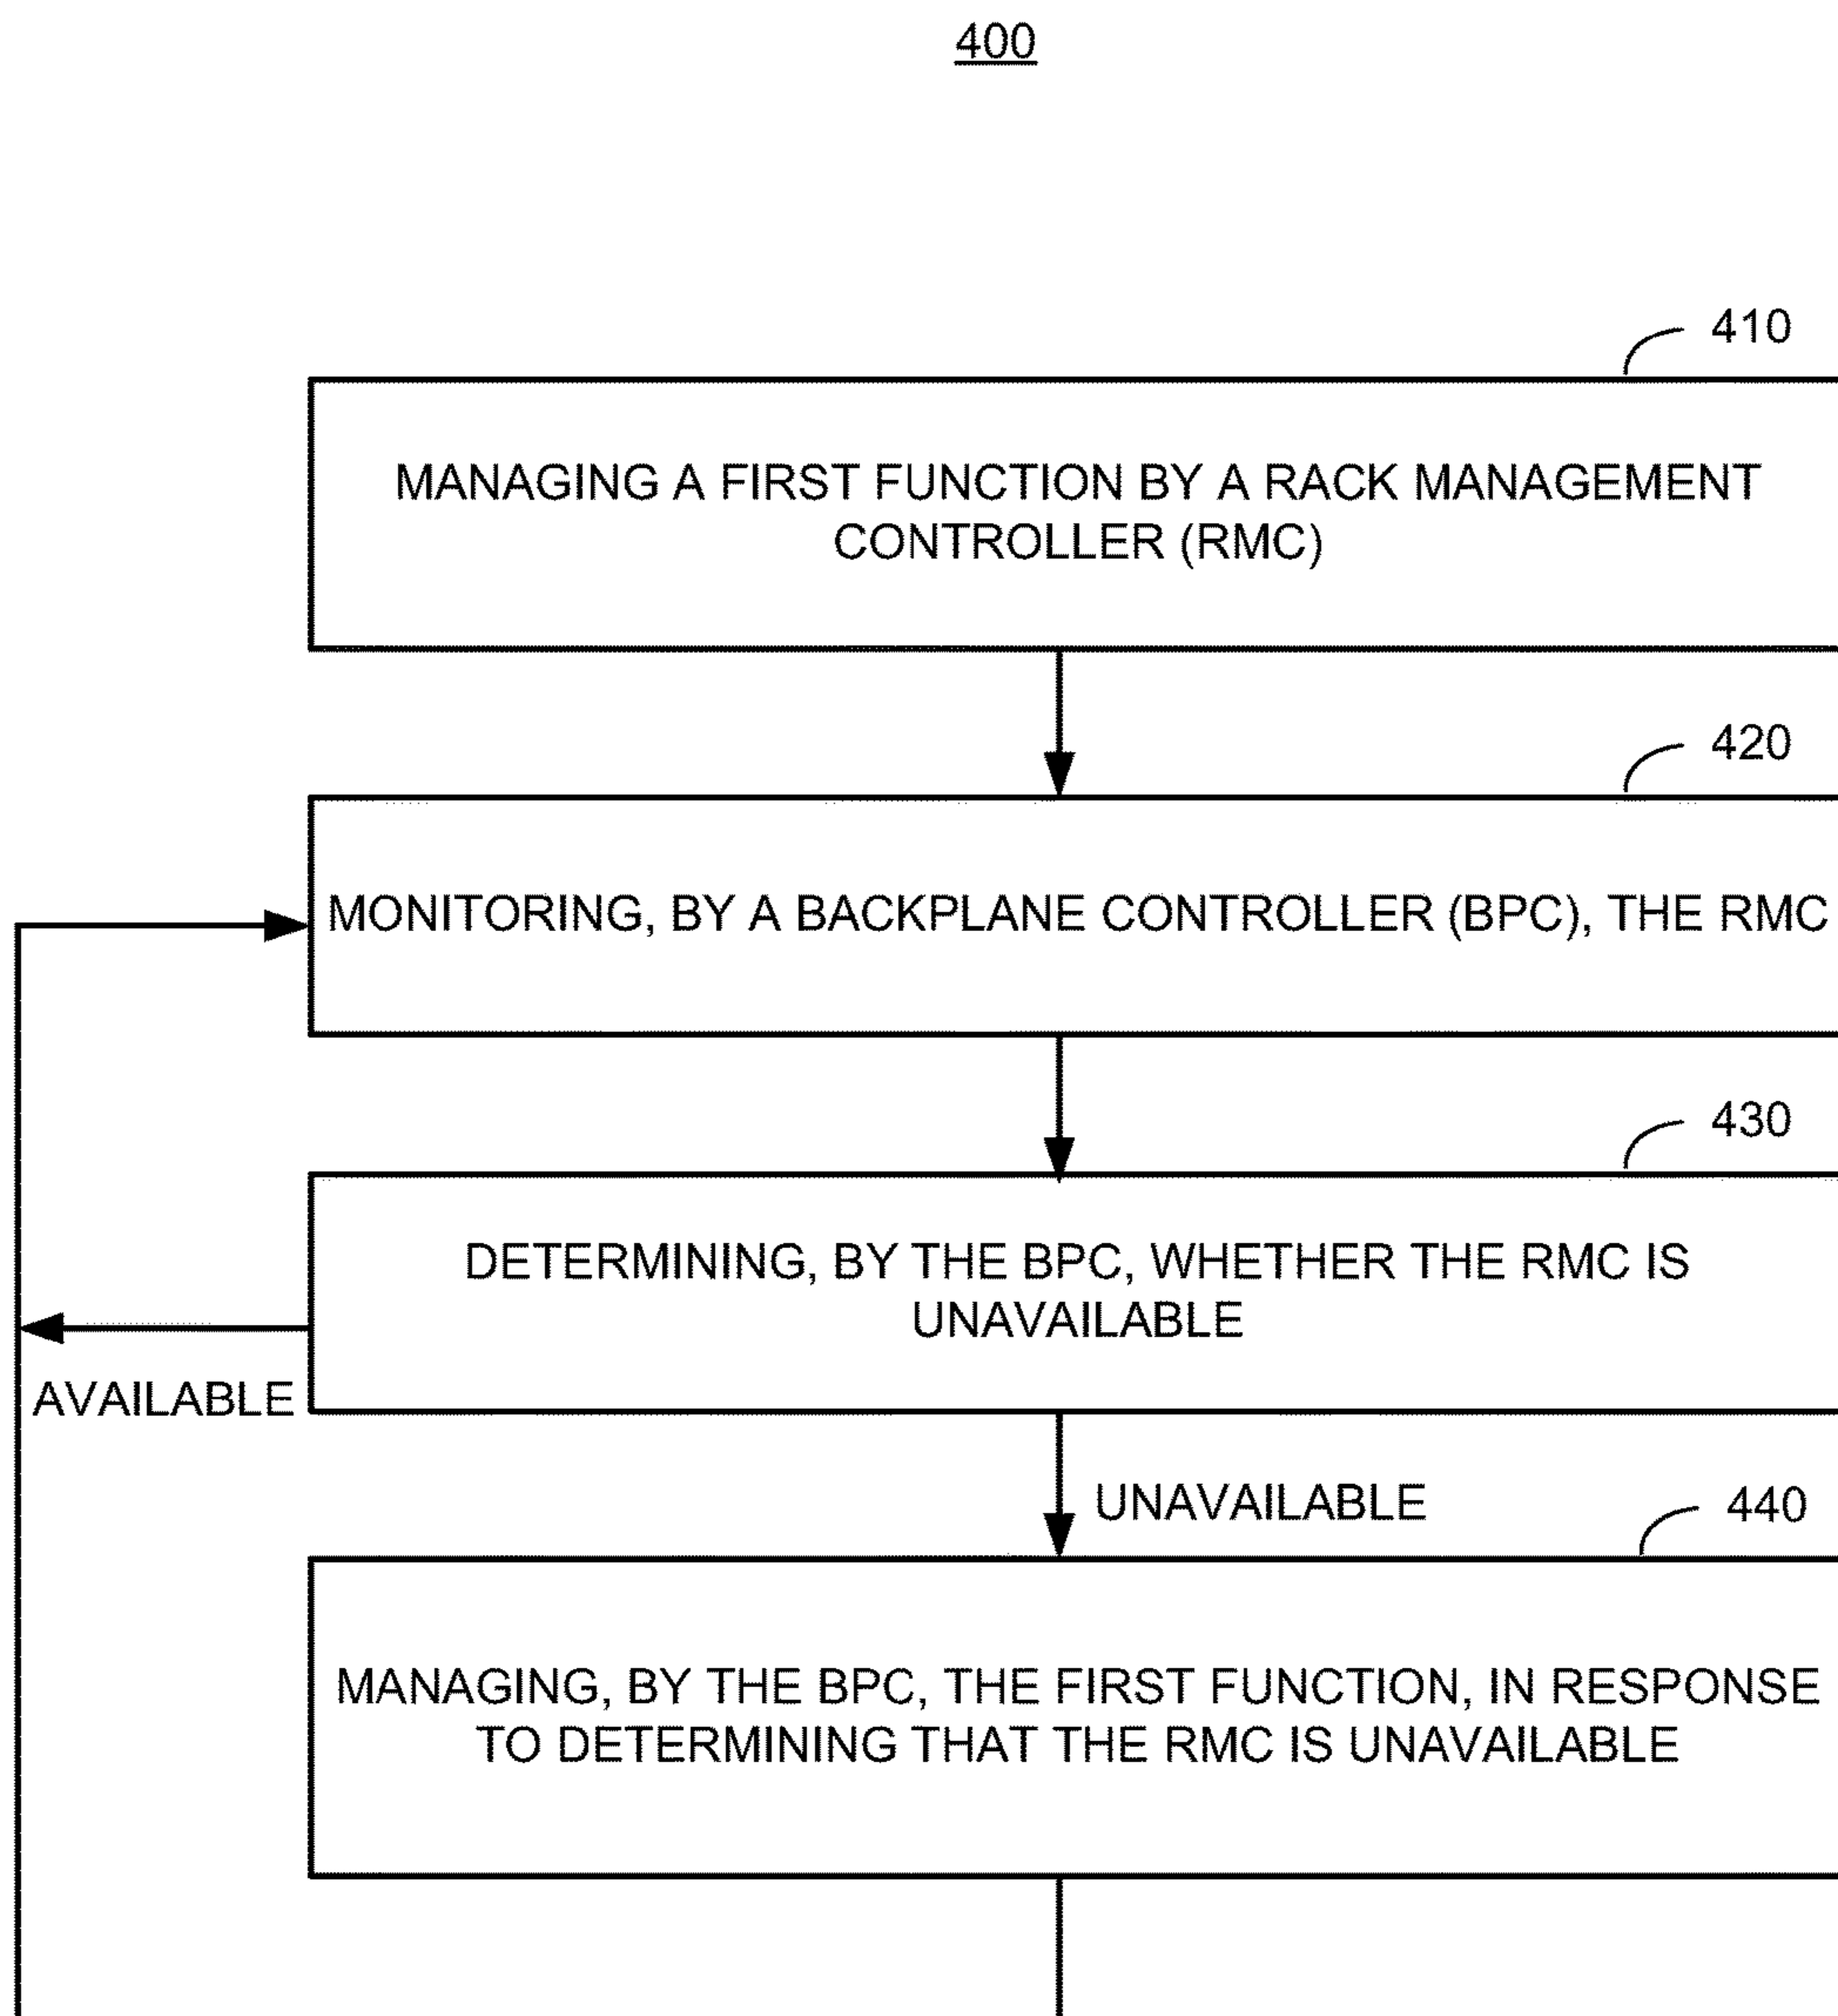 400
410
MANAGING A FIRST FUNCTION BY A RACK MANAGEMENT
CONTROLLER (RMC)
420
MONITORING, BY A BACKPLANE CONTROLLER (BPC), THE RMC
430
DETERMINING, BY THE BPC, WHETHER THE RMC IS
UNAVAILABLE
AVAILABLE
UNAVAILABLE
440
MANAGING, BY THE BPC, THE FIRST FUNCTION, IN RESPONSE
TO DETERMINING THAT THE RMC IS UNAVAILABLE